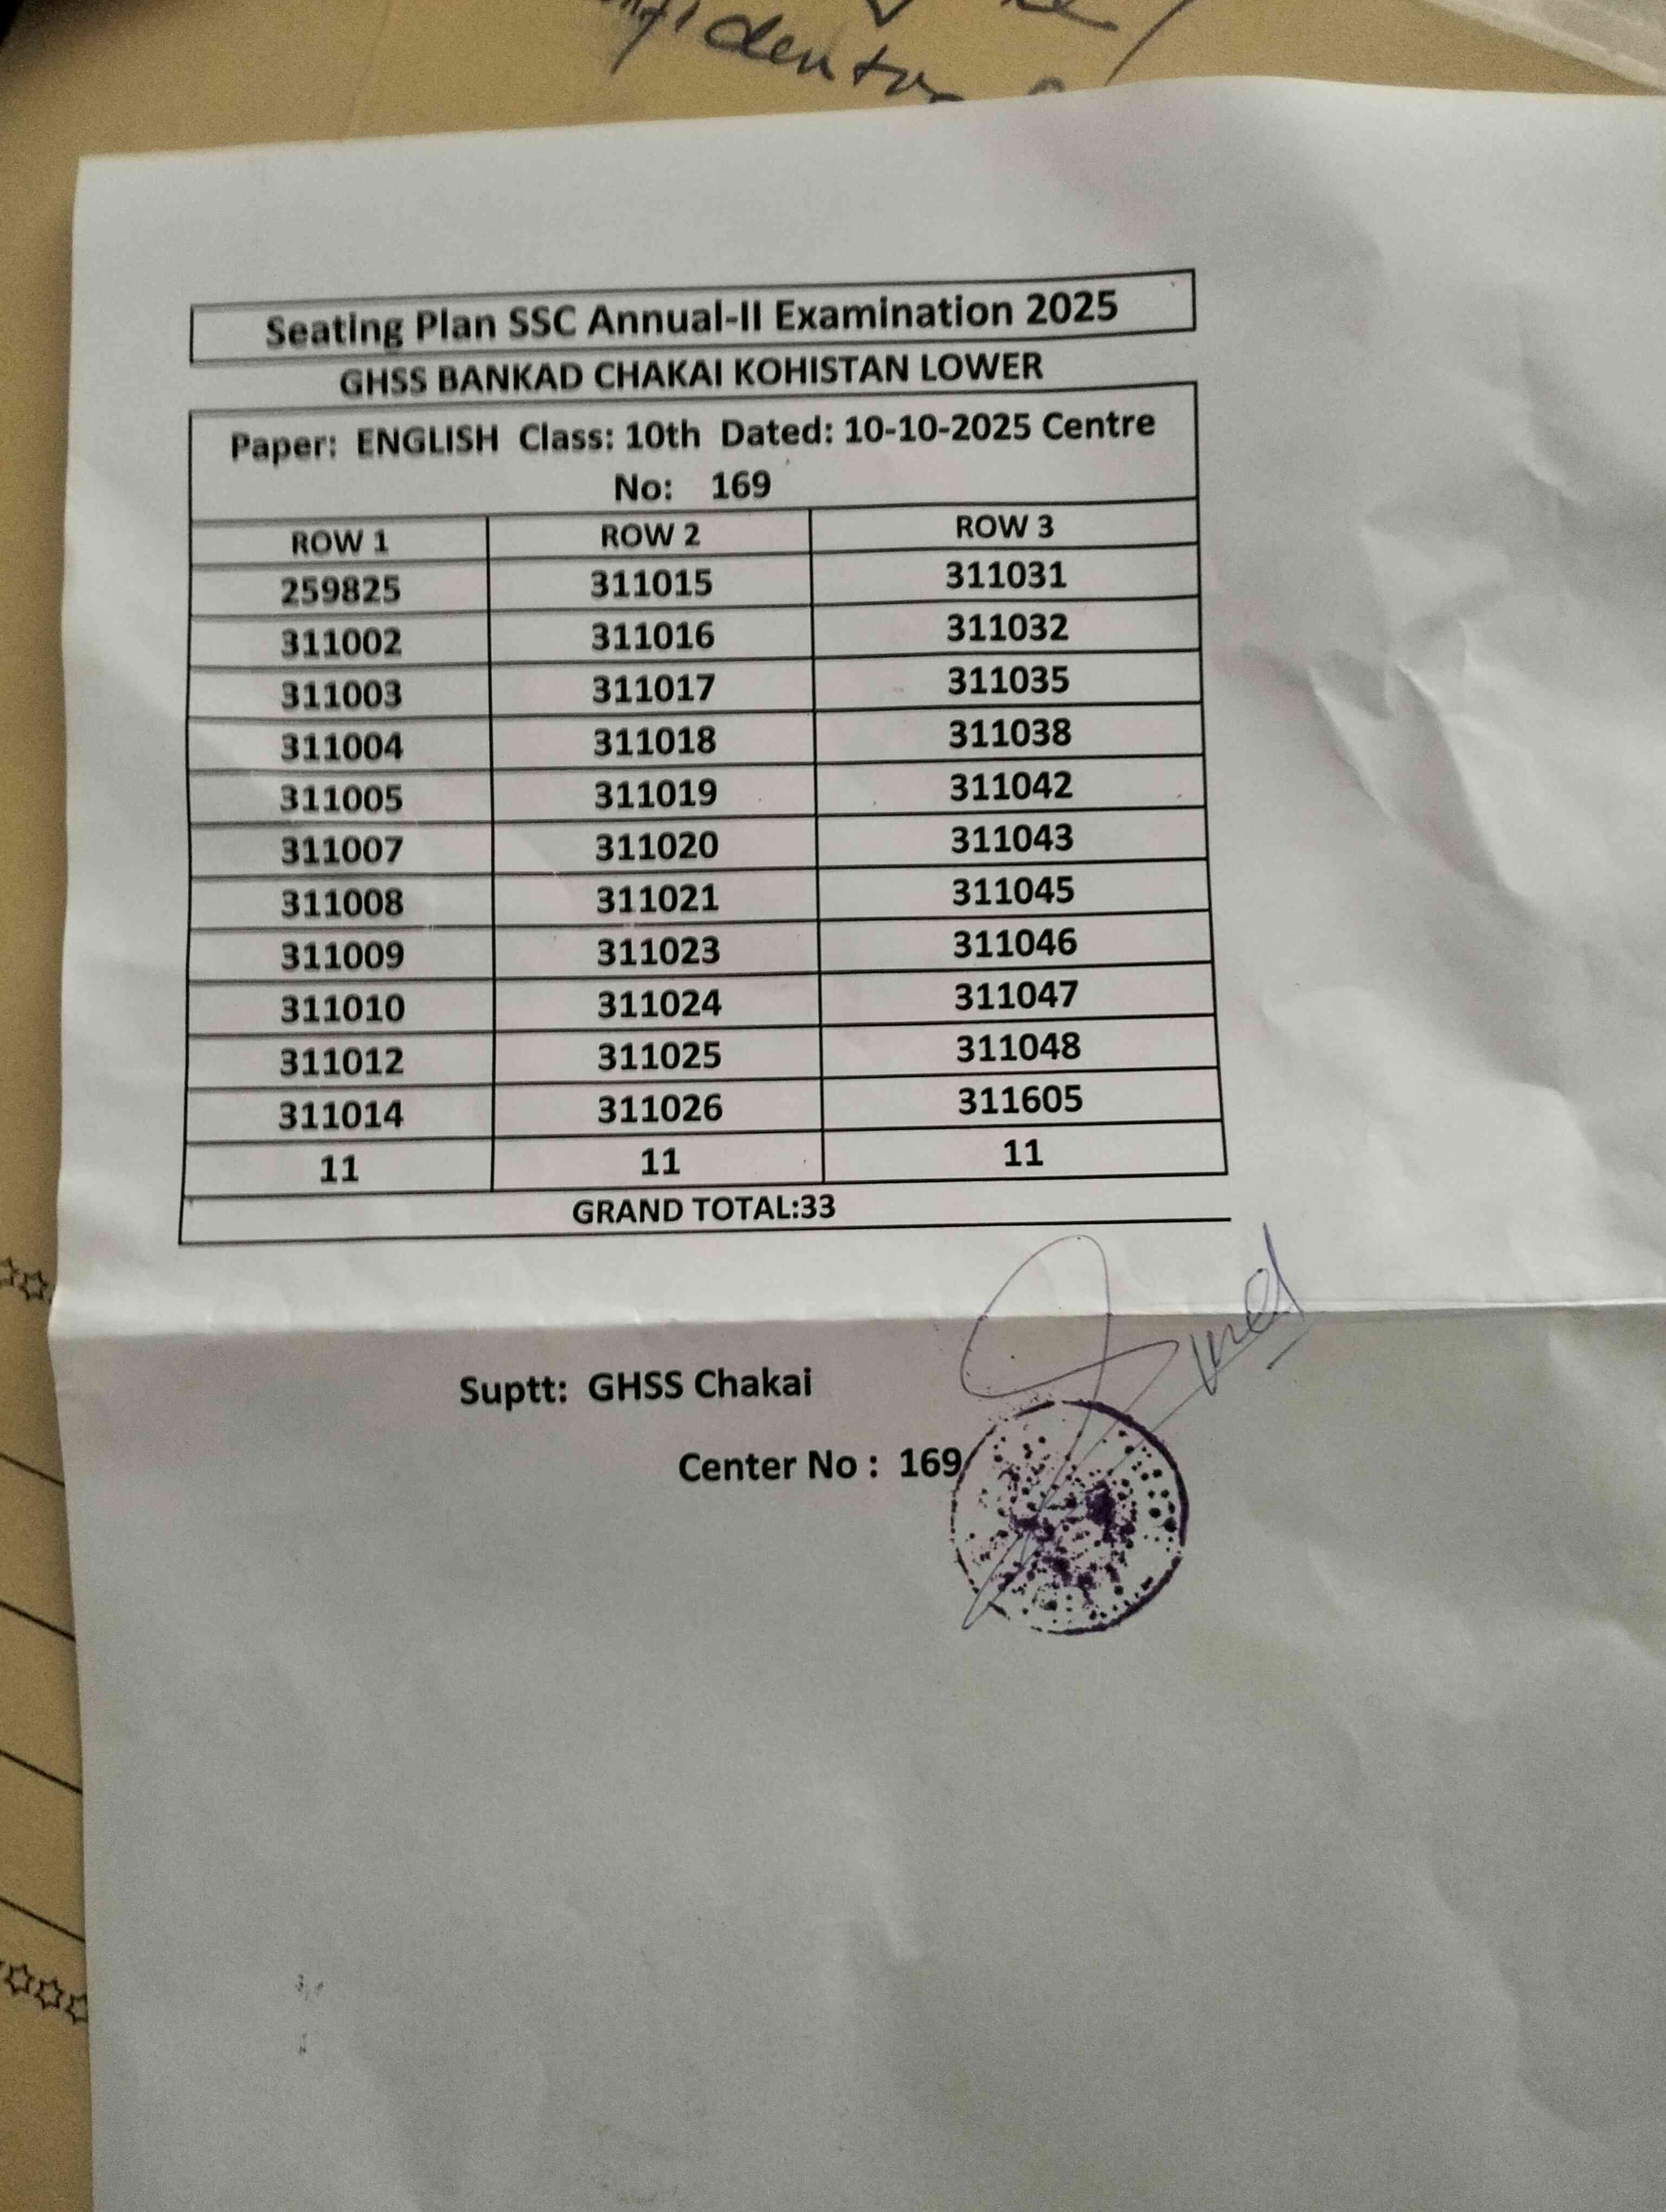 Seating Plan SSC Annual-II Examination 2025
GHSS BANKAD CHAKAI KOHISTAN LOWER
Paper: ENGLISH Class: 10th Dated: 10-10-2025 Centre
No: 169
ROW 1 ROW 2 ROW 3
259825 311015 311031
311002 311016 311032
311003 311017 311035
311004 311018 311038
311005 311019 311042
311007 311020 311043
311008 311021 311045
311009 311023 311046
311010 311024 311047
311012 311025 311048
311014 311026 311605
11 11 11
GRAND TOTAL:33
Suptt: GHSS Chakai
Center No : 169